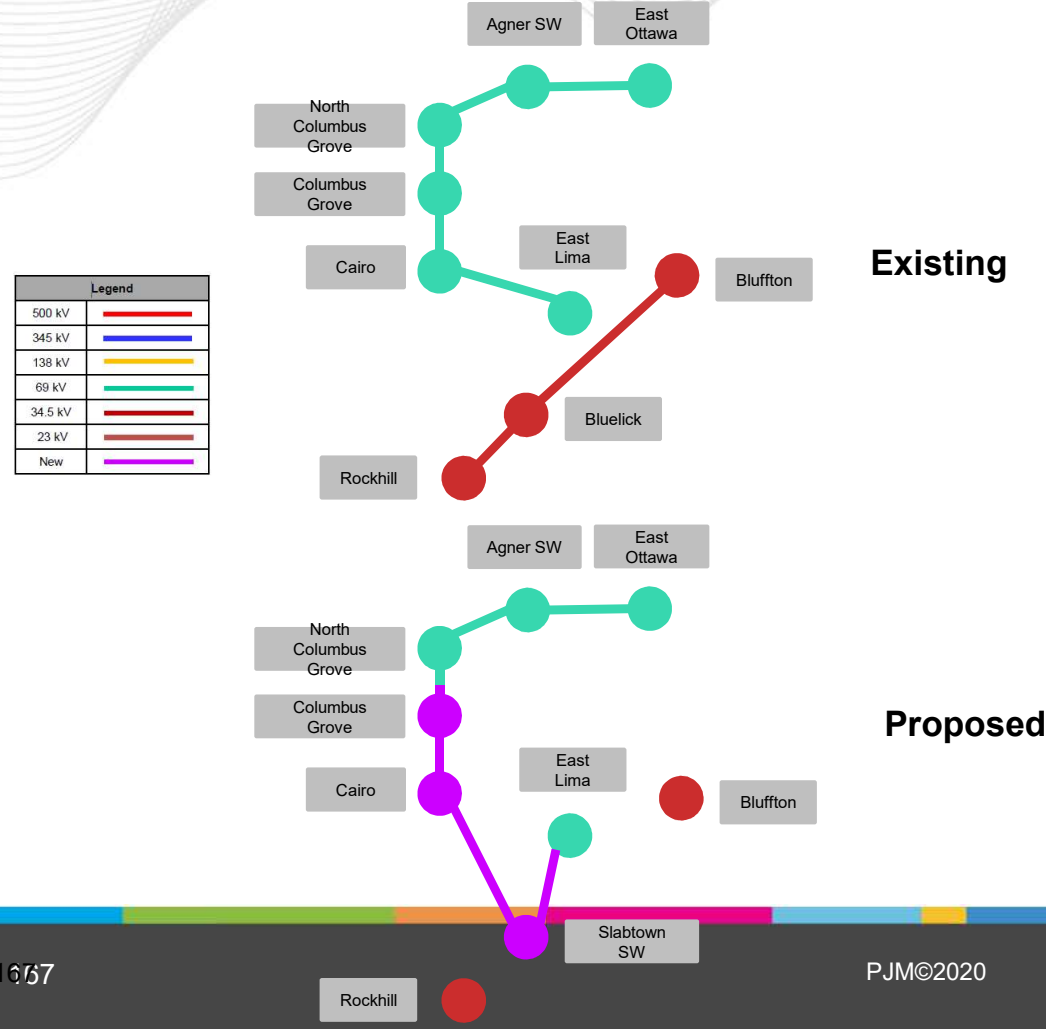 Agner SW
East
Ottawa
North
Columbus
Grove
Columbus
Grove
Cairo
East
Lima
Bluffton
Existing
Legend
500 kV
345 kV
138 kV
69 kV
34.5 kV
23 kV
New
Bluelick
Rockhill
Agner SW
East
Ottawa
North
Columbus
Grove
Columbus
Grove
Proposed
Cairo
East
Lima
Bluffton
Slabtown
SW
PJM©2020
Rockhill